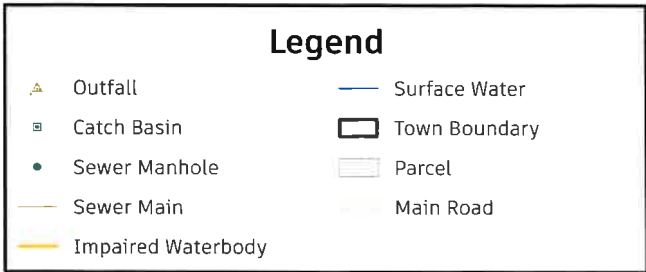 Legend
Outfall
Catch Basin
Sewer Manhole
Sewer Main
Impaired Waterbody
Surface Water
Town Boundary
Parcel
Main Road